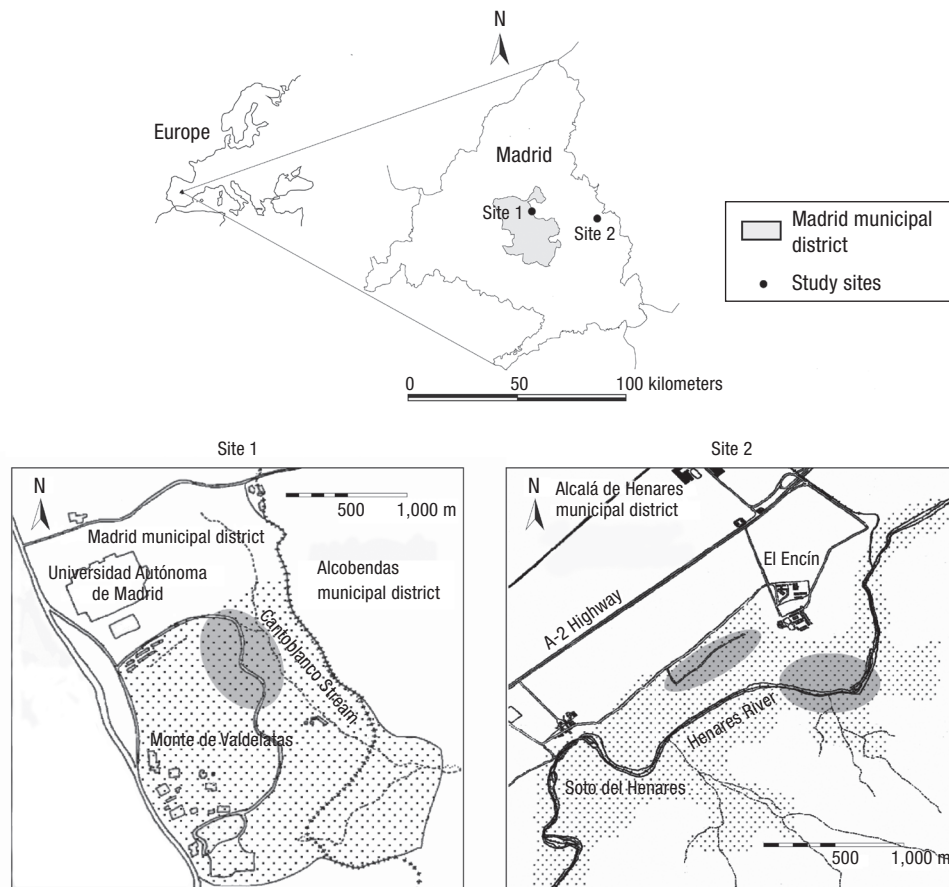 N
Europe
Madrid
Site 1
Site 2
Madrid municipal
district
Study sites
0 50 100 kilometers
Site 1
N
500 1,000 m
Madrid municipal district
Universidad Autónoma
de Madrid
Alcobendas
municipal district
Cantoblanco Stream
Monte de Valdelatas
Site 2
N
Alcalá de Henares
municipal district
El Encín
A-2 Highway
Henares River
Soto del Henares
500 1,000 m